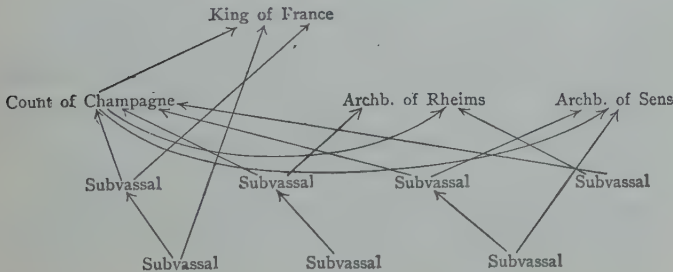 King of France
Count of Champagne Archb. of Rheims Archb. of Sens
Subvassal Subvassal Subvassal Subvassal
Subvassal Subvassal Subvassal